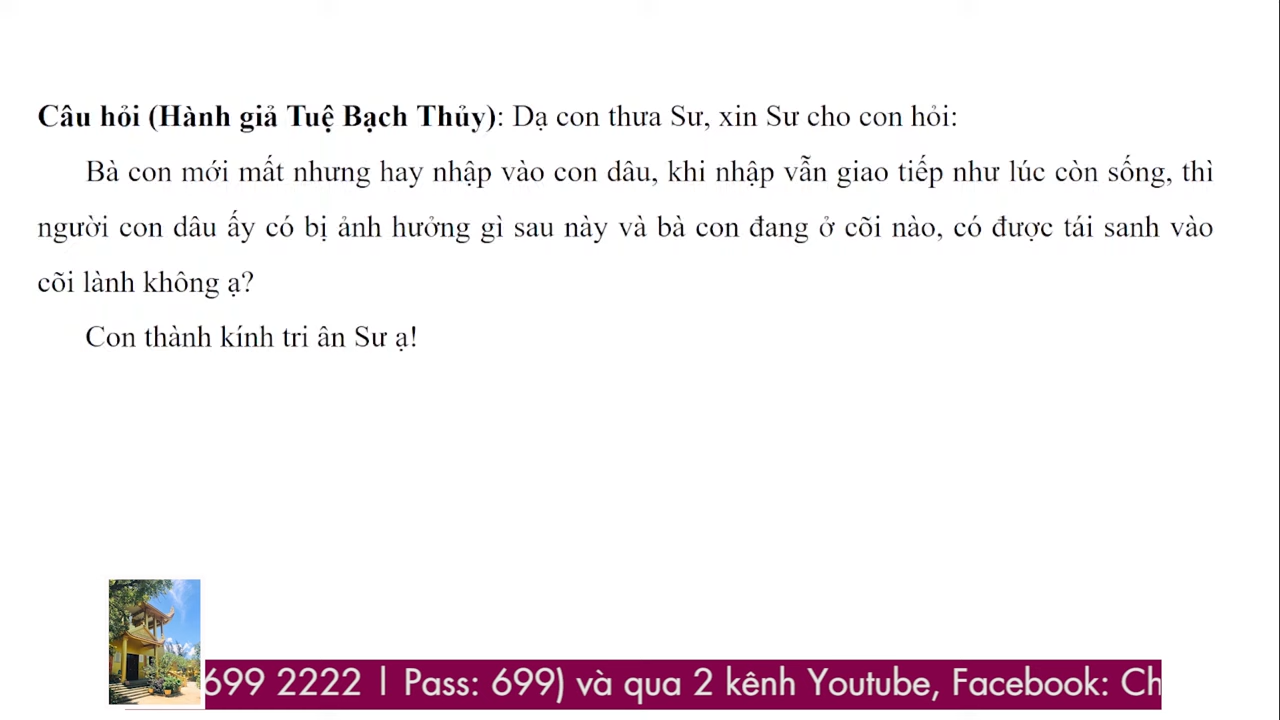 Câu hỏi (Hành giả Tuệ Bạch Thủy): Dạ con thưa Sư, xin Sư cho con hỏi:
Bà con mới mất nhưng hay nhập vào con dâu, khi nhập vẫn giao tiếp như lúc còn sống, thì
người con dâu ấy có bị ảnh hưởng gì sau này và bà con đang ở cõi nào, có được tái sanh vào
cõi lành không ạ?
Con thành kính tri ân Sư ạ!
699 2222 | Pass: 699) và qua 2 kênh Youtube, Facebook: Ch